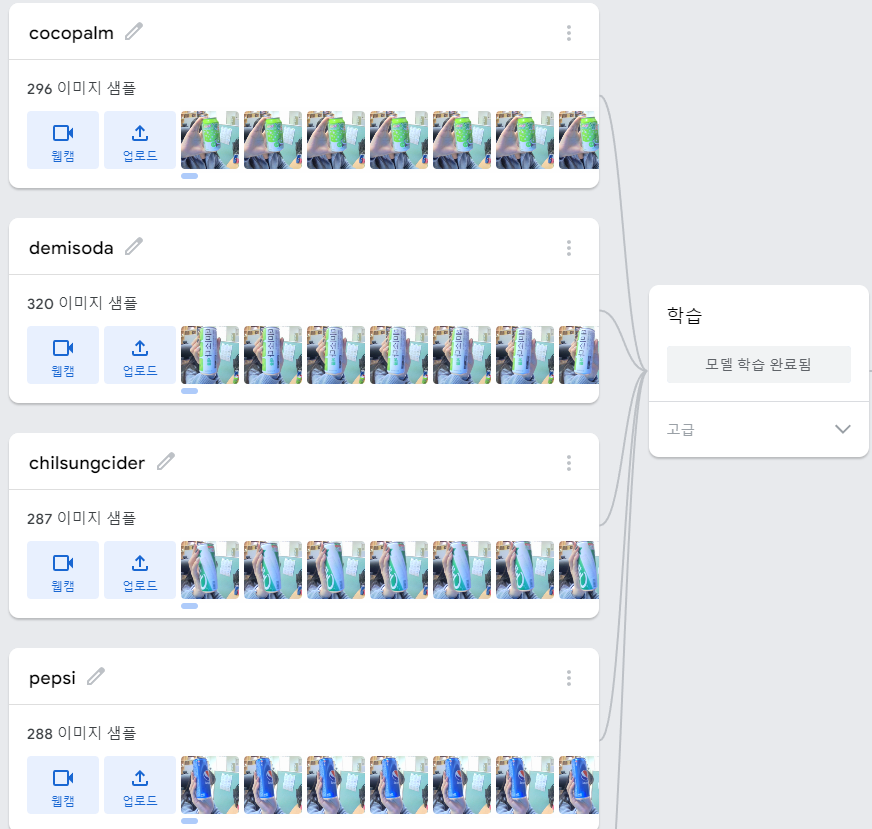 cocopalm
296 이미지 샘플
웹캠
업로드
demisoda
320 이미지 샘플
웹캠
업로드
chilsungcider
287 이미지 샘플
웹캠
업로드
pepsi
288 이미지 샘플
웹캠
업로드
학습
모델 학습 완료됨
고급